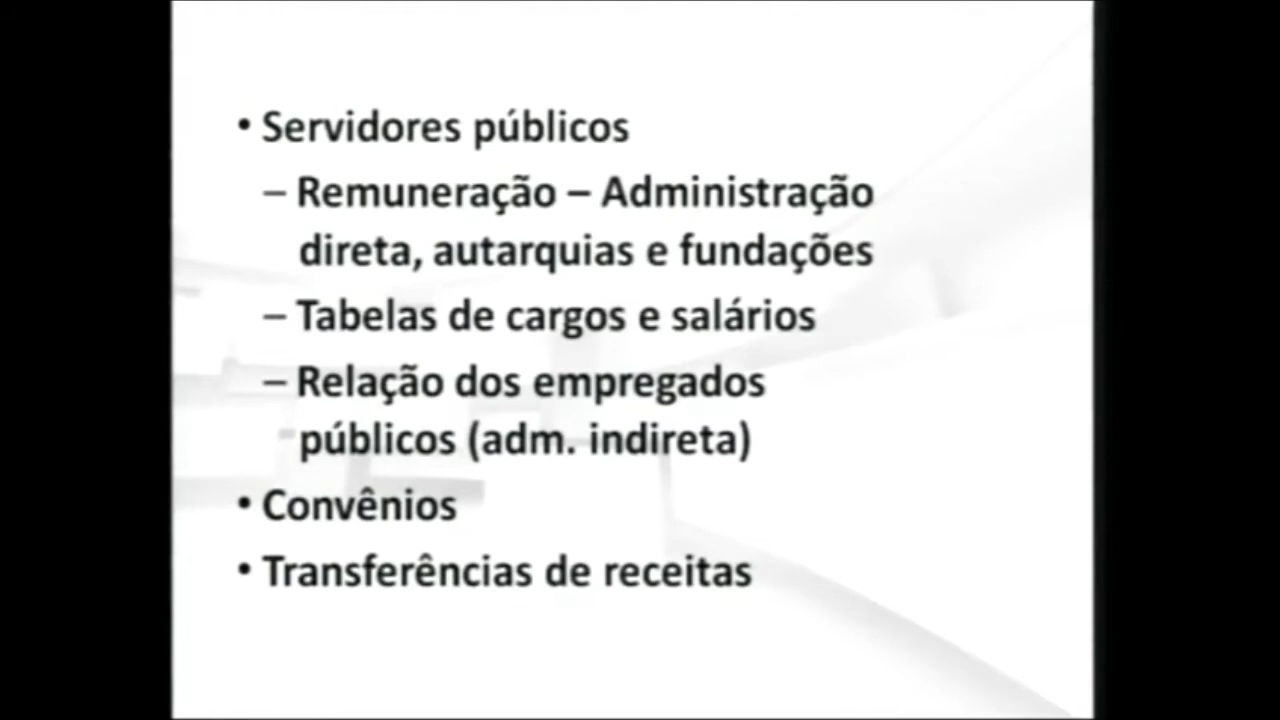 • Servidores públicos
– Remuneração – Administração
direta, autarquias e fundações
– Tabelas de cargos e salários
– Relação dos empregados
públicos (adm. indireta)
• Convênios
• Transferências de receitas